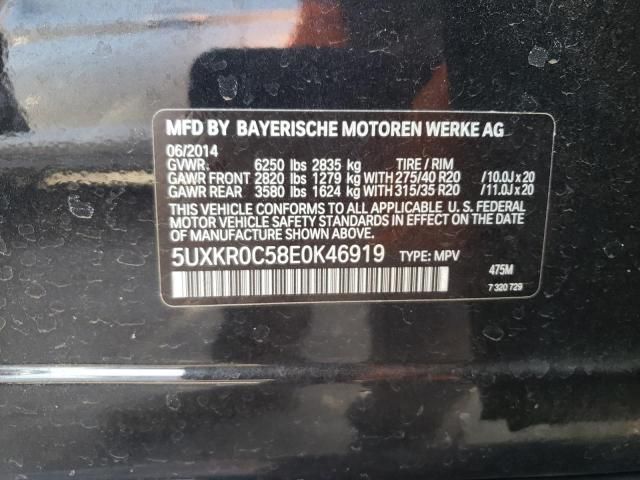 MFD BY BAYERISCHE MOTOREN WERKE AG
06/2014
GVWR. 6250 lbs 2835 kg TIRE / RIM
GAWR FRONT 2820 lbs 1279 kg WITH 275/40 R20 /10.0J x 20
GAWR REAR 3580 lbs 1624 kg WITH 315/35 R20 /11.0J x 20
THIS VEHICLE CONFORMS TO ALL APPLICABLE U. S. FEDERAL
MOTOR VEHICLE SAFETY STANDARDS IN EFFECT ON THE DATE
OF MANUFACTURE SHOWN ABOVE.
5UXKR0C58E0K46919 TYPE: MPV
475M
7 320 729